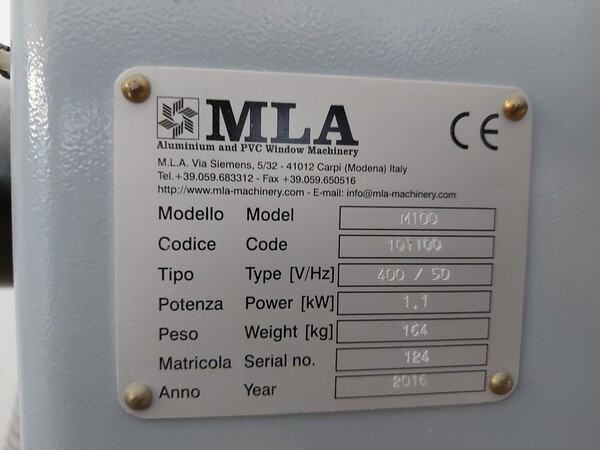 MLA
CE
Aluminium and PVC Window Machinery
M.L.A. Via Siemens, 5/32 - 41012 Carpi (Modena) Italy
Tel.+39.059.683312 - Fax +39.059.650516
http://www.mla-machinery.com - E-mail: info@mla-machinery.com
Modello Model M100
Codice Code 101100
Tipo Type [V/Hz] 400 / 50
Potenza Power [kW] 1,1
Peso Weight [kg] 164
Matricola Serial no. 124
Anno Year 2016